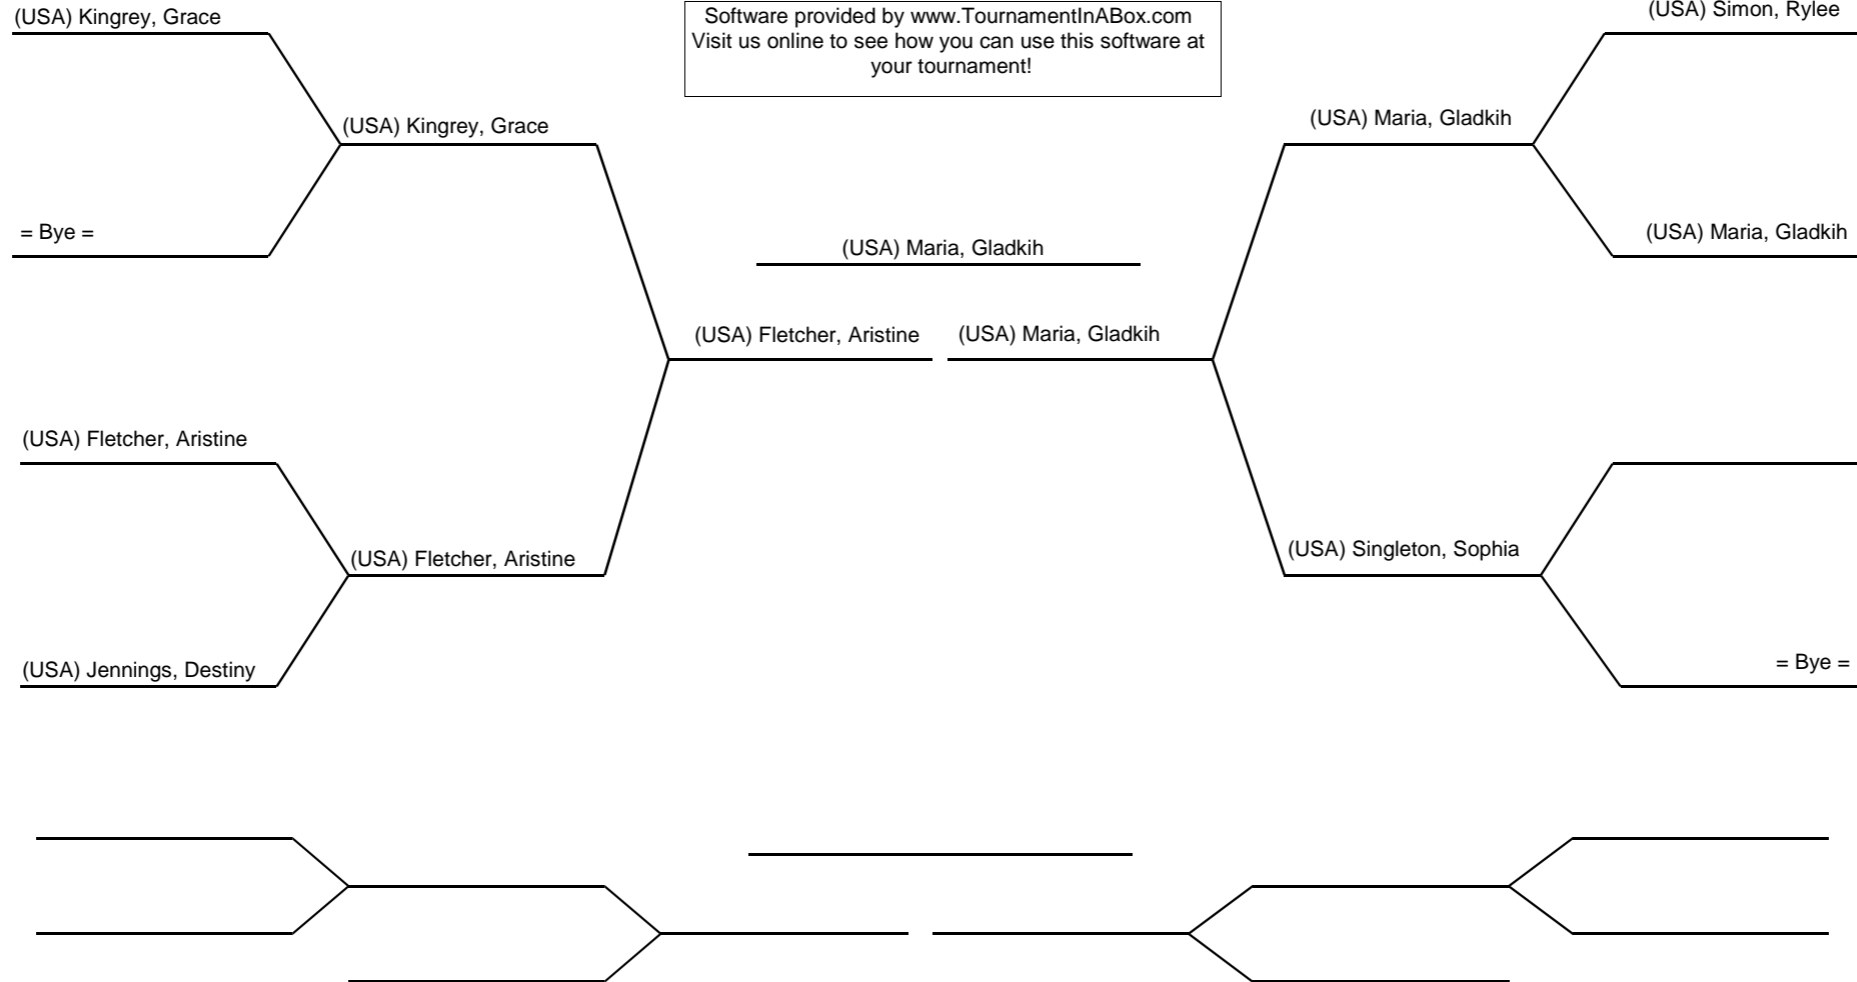 (USA) Kingrey, Grace
Software provided by www.TournamentInABox.com
Visit us online to see how you can use this software at
your tournament!
(USA) Simon, Rylee
(USA) Kingrey, Grace
(USA) Maria, Gladkih
= Bye =
(USA) Maria, Gladkih
(USA) Maria, Gladkih
(USA) Fletcher, Aristine
(USA) Maria, Gladkih
(USA) Fletcher, Aristine
(USA) Fletcher, Aristine
(USA) Singleton, Sophia
(USA) Jennings, Destiny
= Bye =